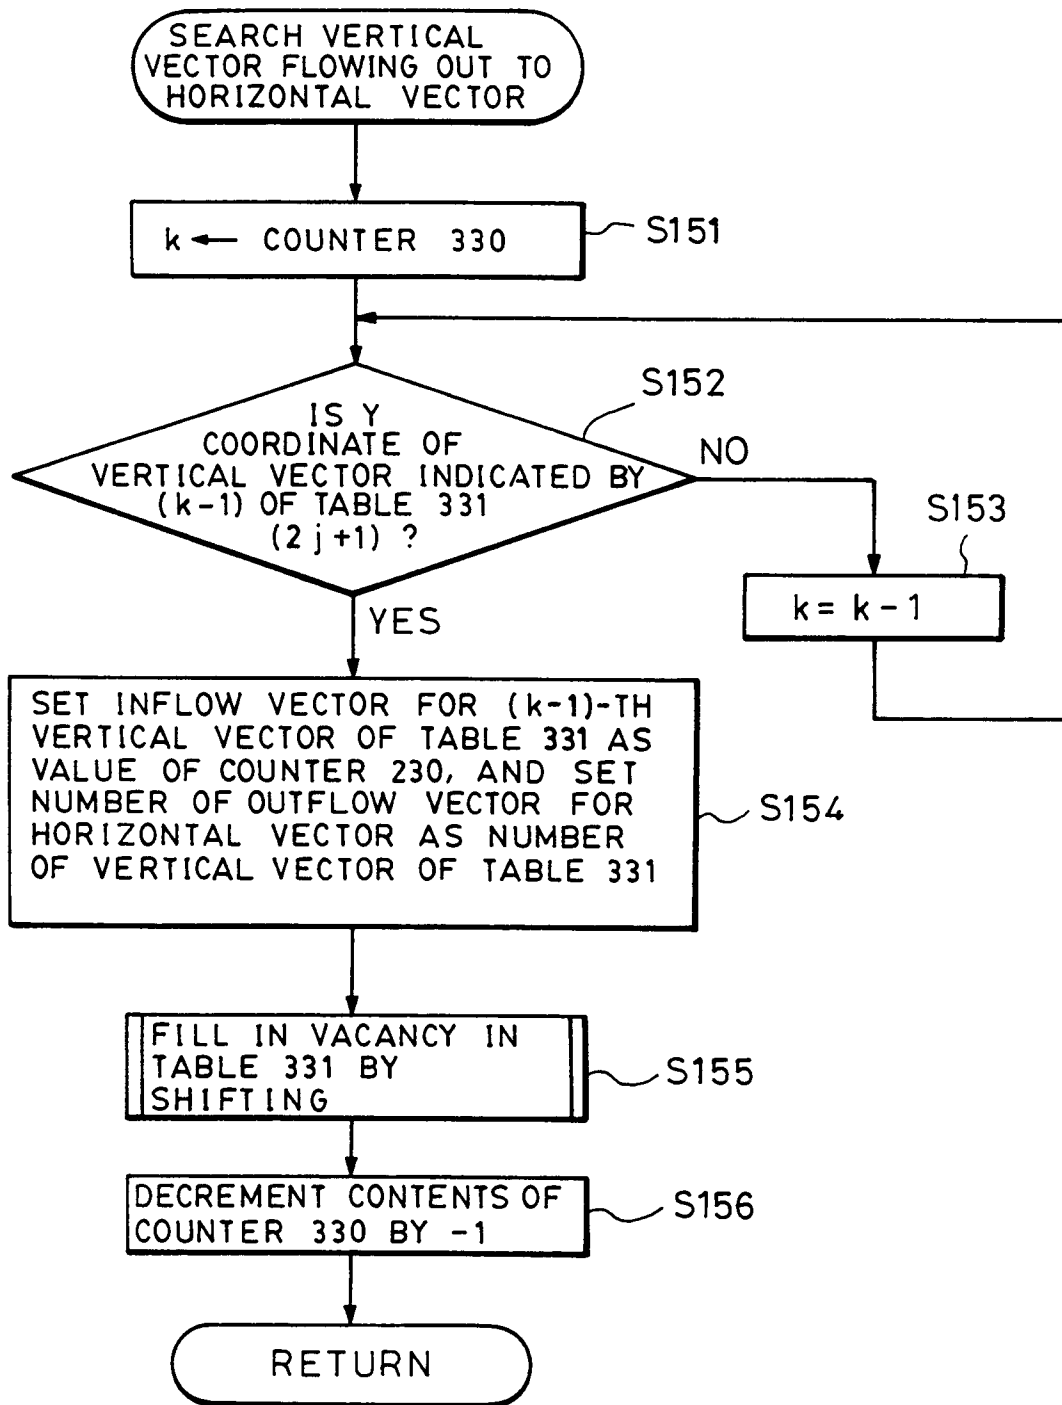 SEARCH VERTICAL
VECTOR FLOWING OUT TO
HORIZONTAL VECTOR
k ← COUNTER 330
S151
S152
IS Y
COORDINATE OF
VERTICAL VECTOR INDICATED BY
(k-1) OF TABLE 331
(2j+1) ?
NO
S153
k = k - 1
YES
SET INFLOW VECTOR FOR (k-1)-TH
VERTICAL VECTOR OF TABLE 331 AS
VALUE OF COUNTER 230, AND SET
NUMBER OF OUTFLOW VECTOR FOR
HORIZONTAL VECTOR AS NUMBER
OF VERTICAL VECTOR OF TABLE 331
S154
FILL IN VACANCY IN
TABLE 331 BY
SHIFTING
S155
DECREMENT CONTENTS OF
COUNTER 330 BY -1
S156
RETURN